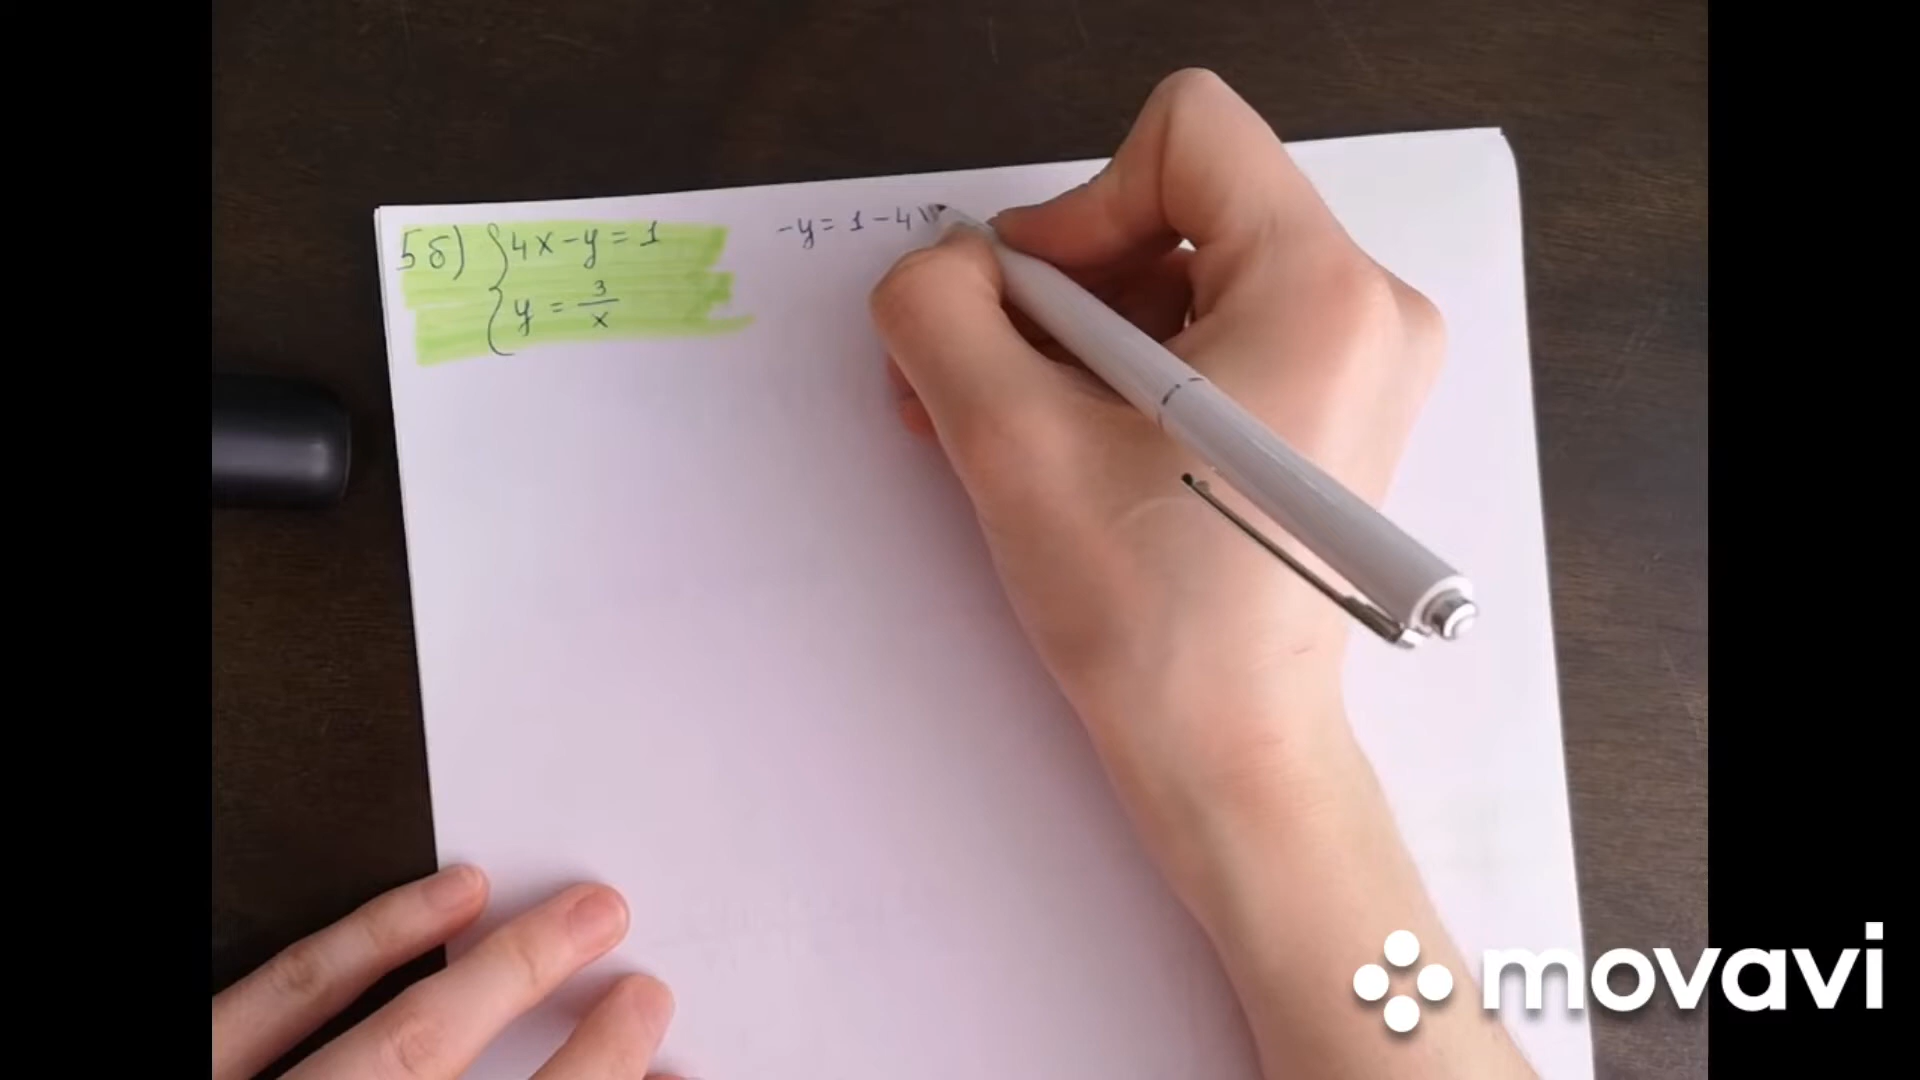 5б) { 4x - y = 1
y = 3/x
-y = 1 - 4
movavi